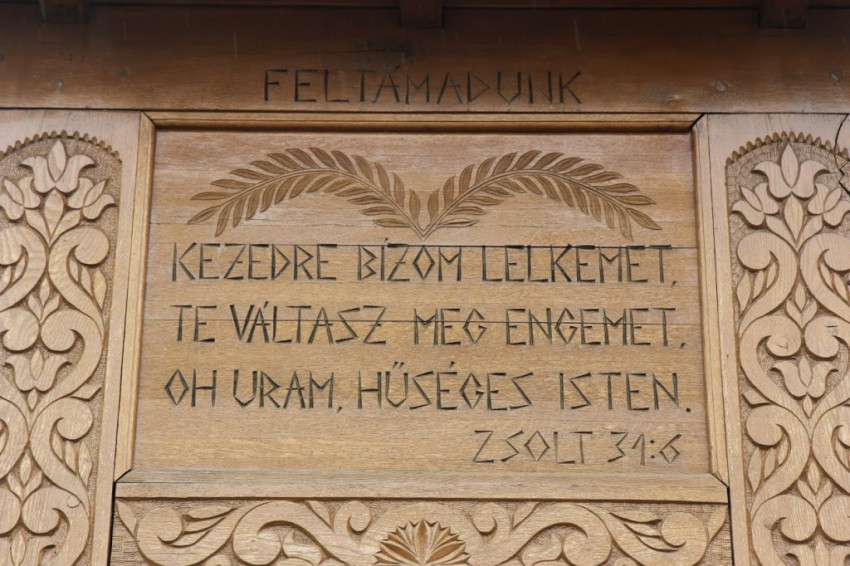 FELTÁMADUNK
KEZEDRE BÍZOM LELKEMET,
TE VÁLTASZ MEG ENGEMET,
OH URAM, HŰSÉGES ISTEN.
ZSOLT 31:6